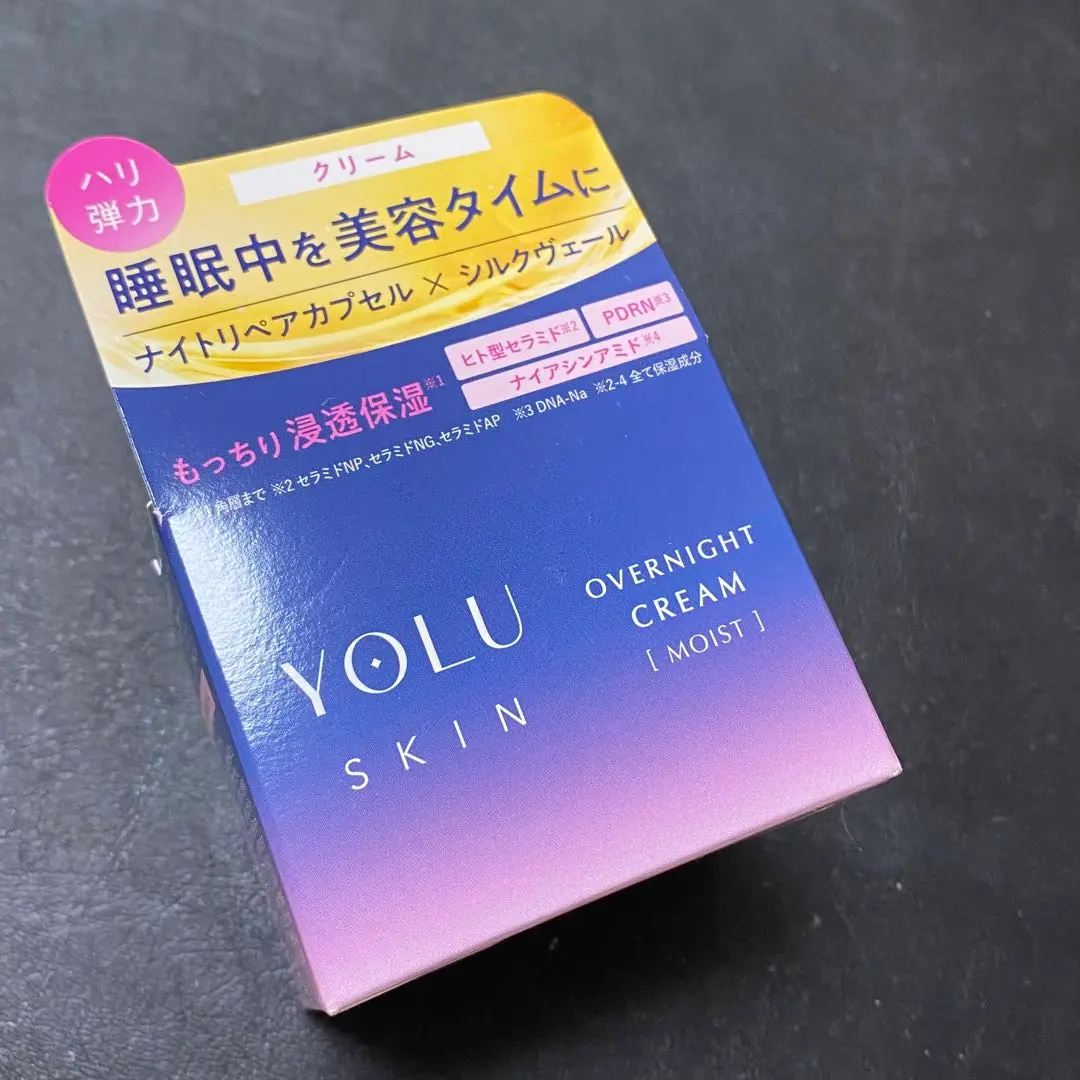 ハリ
弾力
クリーム
睡眠中を美容タイムに
ナイトリペアカプセル×シルクヴェール
もっちり浸透保湿※1
ヒト型セラミド※2
PDRN※3
ナイアシンアミド※4
角層まで ※2 セラミドNP、セラミドNG、セラミドAP ※3 DNA-Na ※2-4 全て保湿成分
YOLU
SKIN
OVERNIGHT
CREAM
[ MOIST ]